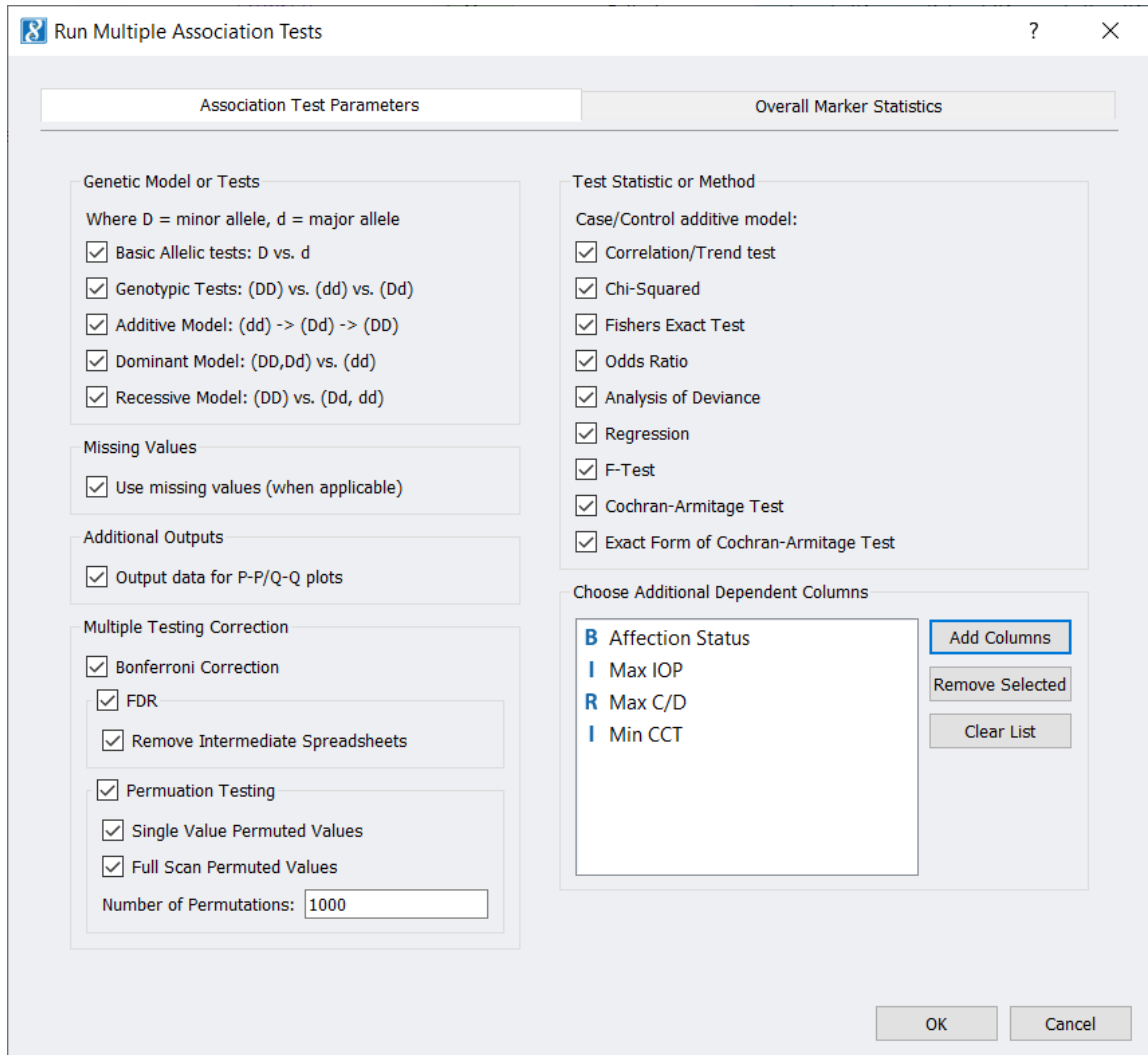 Run Multiple Association Tests
?
Association Test Parameters
Overall Marker Statistics
Genetic Model or Tests
Where D = minor allele, d = major allele
Basic Allelic tests: D vs. d
Genotypic Tests: (DD) vs. (dd) vs. (Dd)
Additive Model: (dd) -> (Dd) -> (DD)
Dominant Model: (DD,Dd) vs. (dd)
Recessive Model: (DD) vs. (Dd, dd)
Missing Values
Use missing values (when applicable)
Additional Outputs
Output data for P-P/Q-Q plots
Multiple Testing Correction
Bonferroni Correction
FDR
Remove Intermediate Spreadsheets
Permuation Testing
Single Value Permuted Values
Full Scan Permuted Values
Number of Permutations: 1000
Test Statistic or Method
Case/Control additive model:
Correlation/Trend test
Chi-Squared
Fishers Exact Test
Odds Ratio
Analysis of Deviance
Regression
F-Test
Cochran-Armitage Test
Exact Form of Cochran-Armitage Test
Choose Additional Dependent Columns
B Affection Status
I Max IOP
R Max C/D
I Min CCT
Add Columns
Remove Selected
Clear List
OK
Cancel